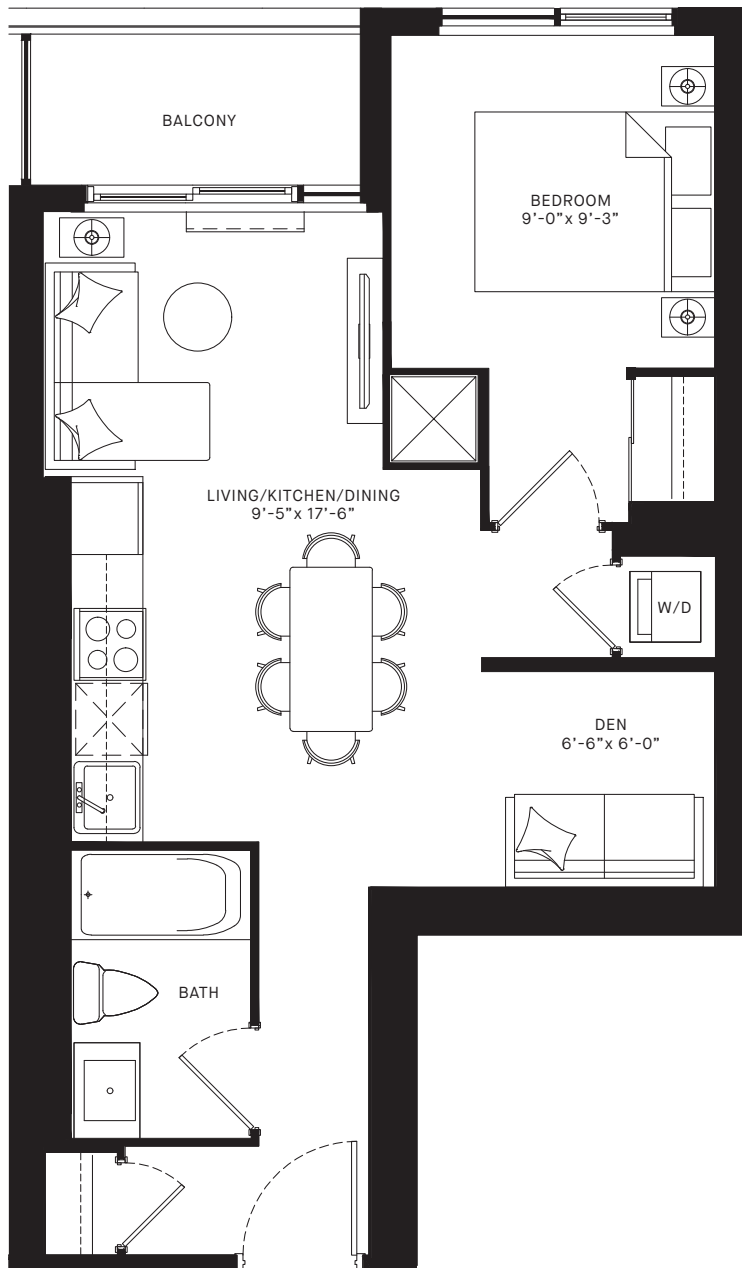 BALCONY
BEDROOM
9’-0” x 9’-3”
LIVING/KITCHEN/DINING
9’-5” x 17’-6”
W/D
DEN
6’-6” x 6’-0”
BATH